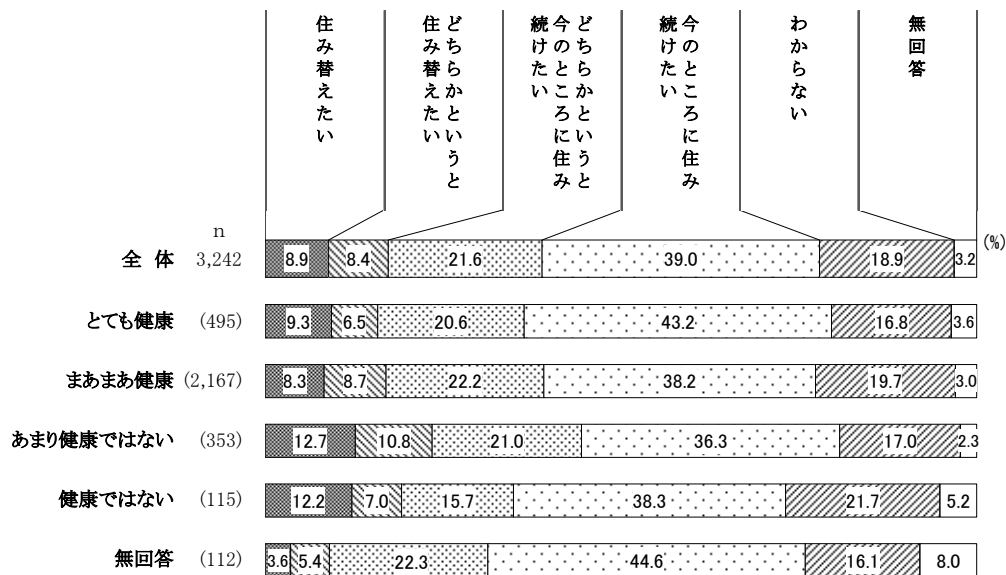 住み替えたい
どちらかというと
住み替えたい
どちらかというと
今のところに住み
続けたい
今のところに住み
続けたい
わからない
無回答
n
(%)
全 体 3,242 8.9 8.4 21.6 39.0 18.9 3.2
とても健康 (495) 9.3 6.5 20.6 43.2 16.8 3.6
まあまあ健康 (2,167) 8.3 8.7 22.2 38.2 19.7 3.0
あまり健康ではない (353) 12.7 10.8 21.0 36.3 17.0 2.3
健康ではない (115) 12.2 7.0 15.7 38.3 21.7 5.2
無回答 (112) 3.6 5.4 22.3 44.6 16.1 8.0